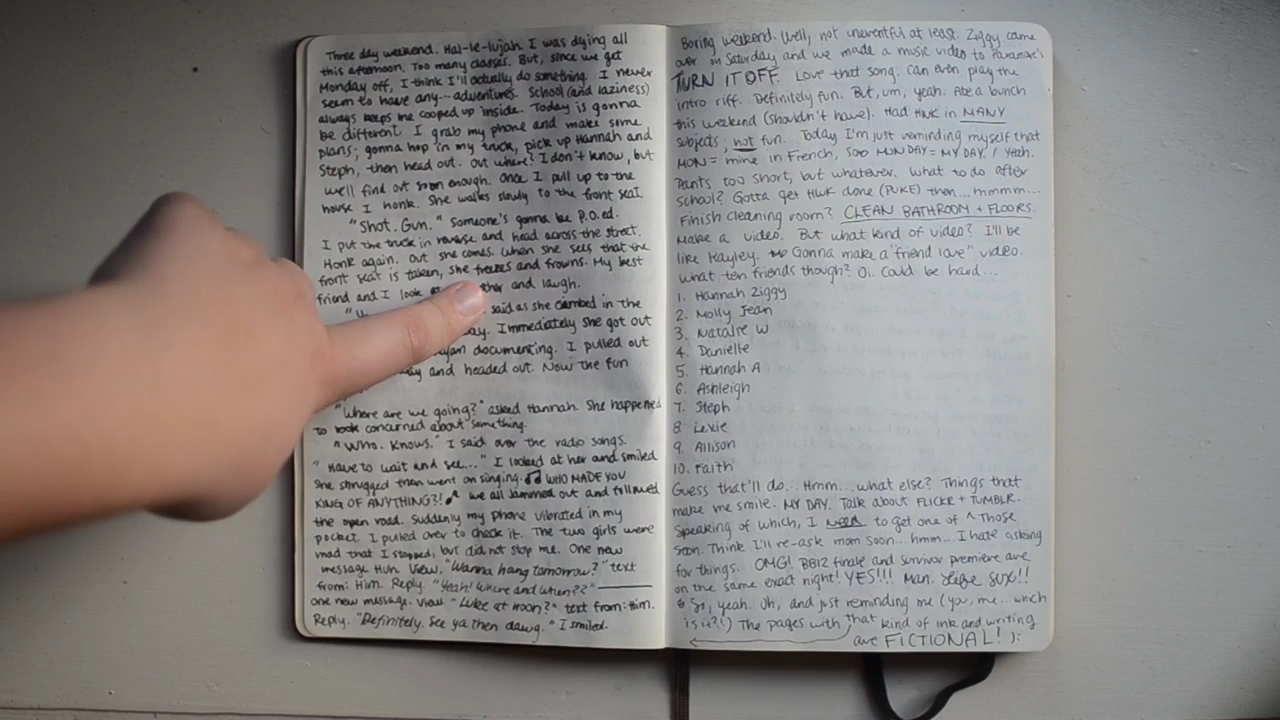 Three day weekend. Hal-le-lujah. I was dying all
this afternoon. Too many classes. But, since we get
Monday off, I think I'll actually do something. I never
seem to have any... adventures. School (and laziness)
always keeps me cooped up inside. Today is gonna
be different. I grab my phone and make some
plans; gonna hop in my truck, pick up Hannah and
Steph, then head out. Out where? I don't know, but
we'll find out soon enough. Once I pull up to the
house I honk. She walks slowly to the front seat.
"Shot. Gun." Someone's gonna be P.O.ed.
I put the truck in reverse and head across the street.
Honk again. Out she comes. When she sees that the
front seat is taken, she freezes and frowns. My best
friend and I look and laugh.
said as she climbed in the
Immediately she got out
documenting. I pulled out
and headed out. Now the fun
"Where are we going?" asked Hannah. She happened
to look concarned about something.
"Who. Knows." I said over the radio songs.
"Have to wait and see..." I looked at her and smiled
She shrugged then went on singing. ♫ WHO MADE YOU
KING OF ANYTHING?! ♪ We all jammed out and followed
the open road. Suddenly my phone vibrated in my
pocket. I pulled over to check it. The two girls were
mad that I stopped, but did not stop me. One new
message. Him. View. "Wanna hang tomorrow?" text
from: Him. Reply. "Yeah! Where and when??"
one new message. View "Luke at noon?" text from: Him.
Reply. "Definitely. See ya then dawg." I smiled.
Boring weekend. Well, not uneventful at least. Ziggy came
over on Saturday and we made a music video to Paramore's
TURN IT OFF. Love that song. Can even play the
intro riff. Definitely fun. But, um, yeah. Ate a bunch
this weekend (shouldn't have). Had HWK in MANY
subjects; not fun. Today I'm just reminding myself that
MON = mine in French, soo MONDAY = MY DAY. Yeah.
Pants too short, but whatever. What to do after
school? Gotta get HWK done (PUKE) then... mmmm...
Finish cleaning room? CLEAN BATHROOM + FLOORS.
Make a video. But what kind of video? I'll be
like Hayley. Gonna make a "friend love" video.
What ten friends though? Oi. Could be hard...
1. Hannah Ziggy
2. Molly Jean
3. Natalie W
4. Danielle
5. Hannah A
6. Ashleigh
7. Steph
8. Lexie
9. Allison
10. Faith
Guess that'll do. Hmm... what else? Things that
make me smile. MY DAY. Talk about FLICKR + TUMBLR.
Speaking of which, I NEED to get one of ^ Those
soon. Think I'll re-ask mom soon... hmm... I hate asking
for things. OMG! BB12 finale and Survivor premiere are
on the same exact night! YES!!! Man.
So, yeah. Oh, and just reminding me (you, me... which
is it?!) The pages with that kind of ink and writing
are FICTIONAL! ):